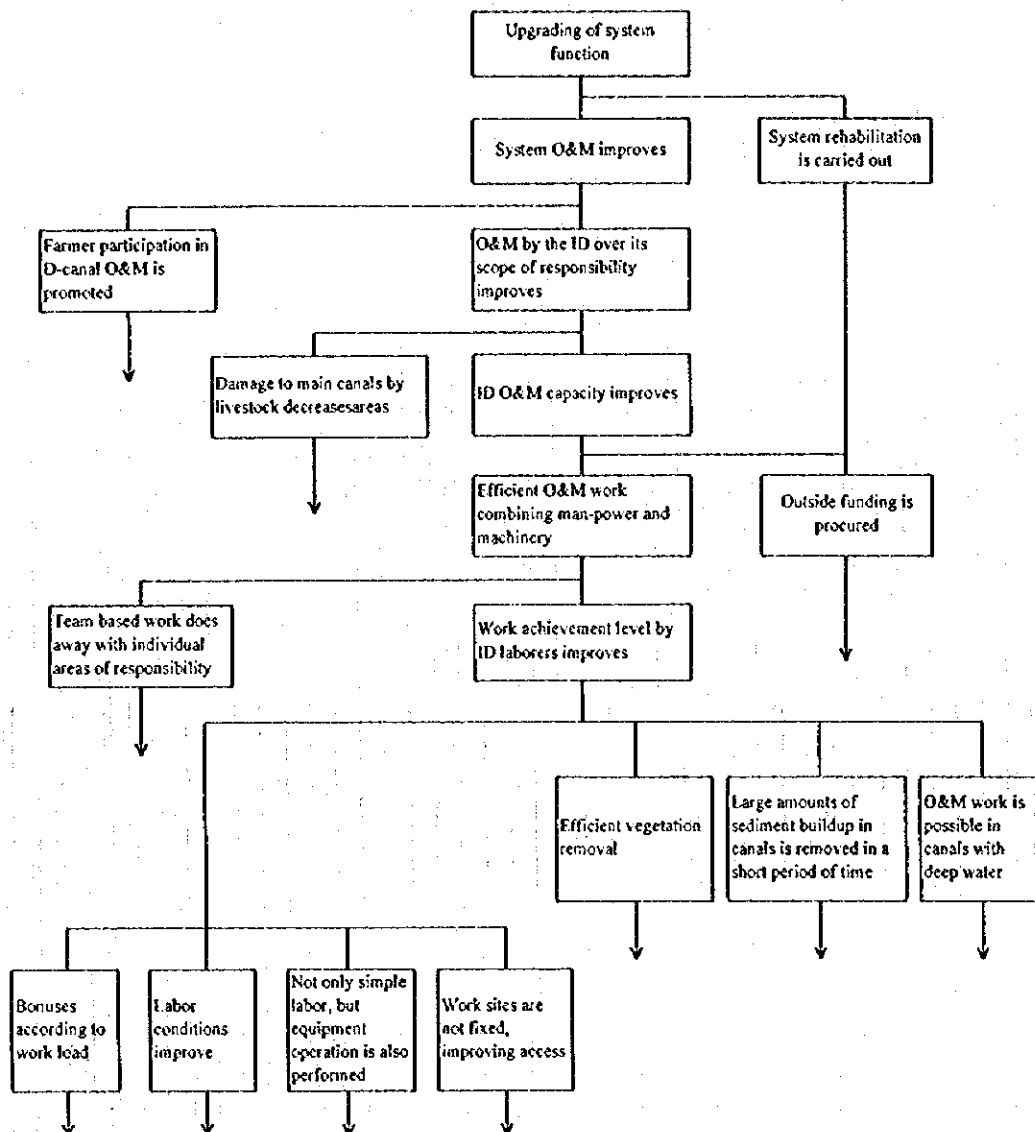 Upgrading of system
function
System O&M improves
System rehabilitation
is carried out
Farmer participation in
D-canal O&M is
promoted
O&M by the ID over its
scope of responsibility
improves
Damage to main canals by
livestock decreasesareas
ID O&M capacity improves
Efficient O&M work
combining man-power and
machinery
Outside funding is
procured
Team based work does
away with individual
areas of responsibility
Work achievement level by
ID laborers improves
Efficient vegetation
removal
Large amounts of
sediment buildup in
canals is removed in a
short period of time
O&M work is
possible in
canals with
deep water
Bonuses
according to
work load
Labor
conditions
improve
Not only simple
labor, but
equipment
operation is also
performed
Work sites are
not fixed,
improving access